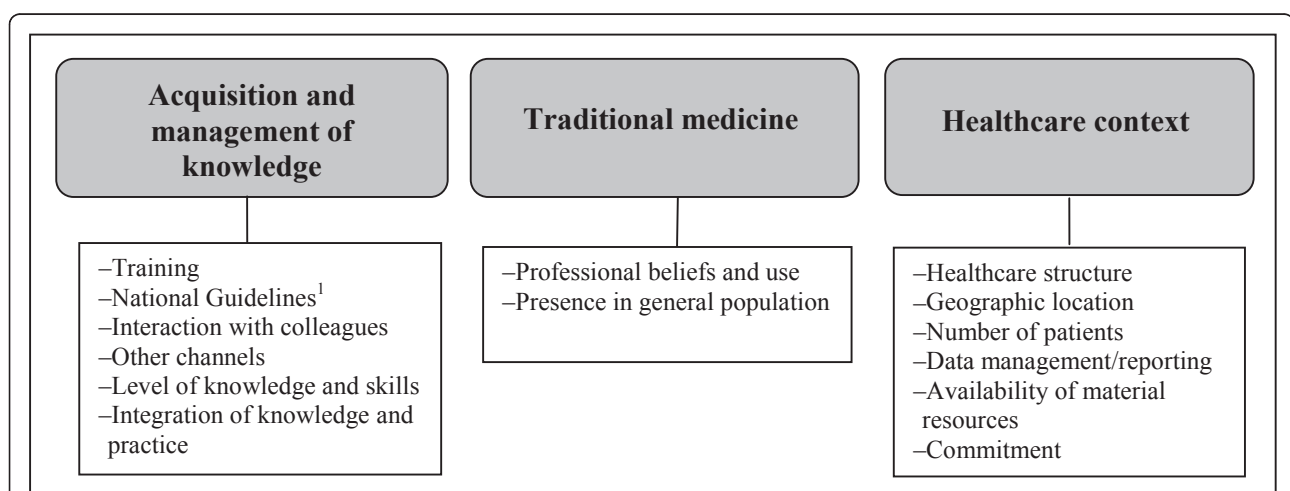 Acquisition and
management of
knowledge
–Training
–National Guidelines¹
–Interaction with colleagues
–Other channels
–Level of knowledge and skills
–Integration of knowledge and
practice
Traditional medicine
–Professional beliefs and use
–Presence in general population
Healthcare context
–Healthcare structure
–Geographic location
–Number of patients
–Data management/reporting
–Availability of material
resources
–Commitment